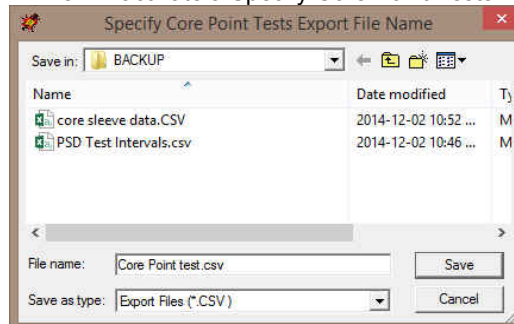 Specify Core Point Tests Export File Name
Save in: BACKUP
Name Date modified
core sleeve data.CSV 2014-12-02 10:52 ...
PSD Test Intervals.csv 2014-12-02 10:46 ...
File name: Core Point test.csv Save
Save as type: Export Files (*.CSV) Cancel